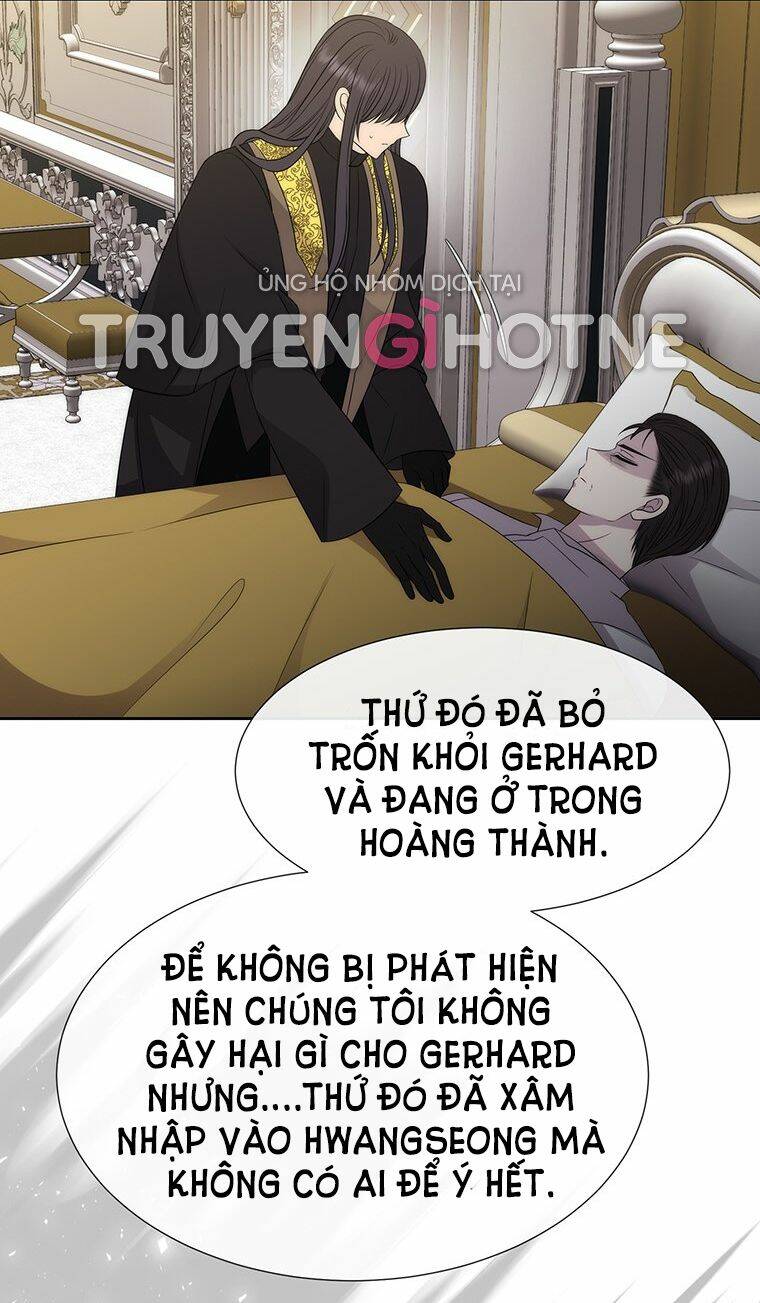 ỦNG HỘ NHÓM DỊCH TẠI
TRUYENGIHOTNE
THỨ ĐÓ ĐÃ BỎ
TRỐN KHỎI GERHARD
VÀ ĐANG Ở TRONG
HOÀNG THÀNH.
ĐỂ KHÔNG BỊ PHÁT HIỆN
NÊN CHÚNG TÔI KHÔNG
GÂY HẠI GÌ CHO GERHARD
NHƯNG....THỨ ĐÓ ĐÃ XÂM
NHẬP VÀO HWANGSEONG MÀ
KHÔNG CÓ AI ĐỂ Ý HẾT.